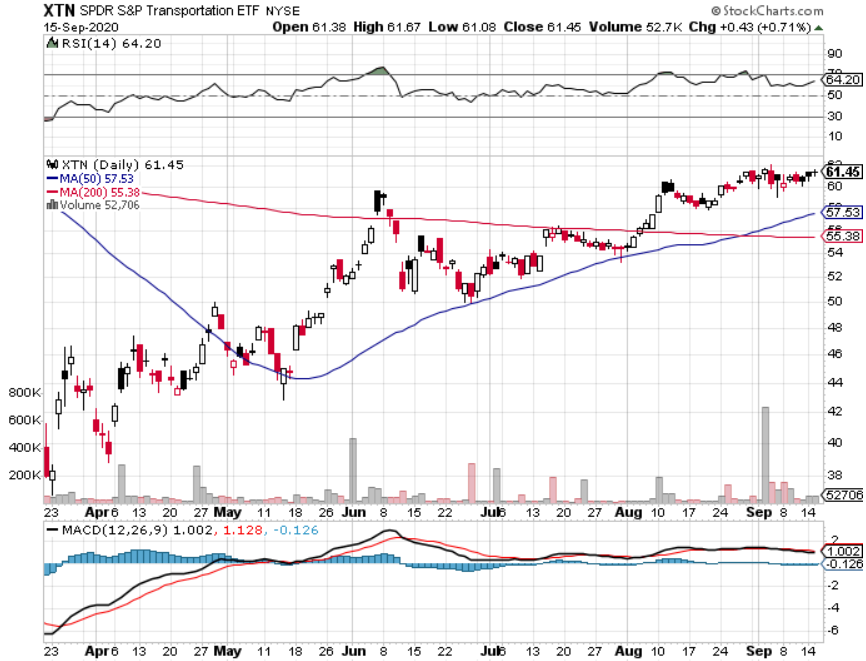 XTN SPDR S&P Transportation ETF NYSE © StockCharts.com
15-Sep-2020 Open 61.38 High 61.67 Low 61.08 Close 61.45 Volume 52.7K Chg +0.43 (+0.71%)
RSI(14) 64.20
90
70
64.20
50
30
10
XTN (Daily) 61.45
MA(50) 57.53
MA(200) 55.38
Volume 52,706
61.45
60
57.53
55.38
54
52
50
48
46
44
42
40
38
800K
600K
400K
200K
52706
23 Apr 6 13 20 27 May 11 18 26 Jun 8 15 22 Jul 6 13 20 27 Aug 10 17 24 Sep 8 14
MACD(12,26,9) 1.002, 1.128, -0.126
2
1.002
-0.126
-2
-4
-6
23 Apr 6 13 20 27 May 11 18 26 Jun 8 15 22 Jul 6 13 20 27 Aug 10 17 24 Sep 8 14